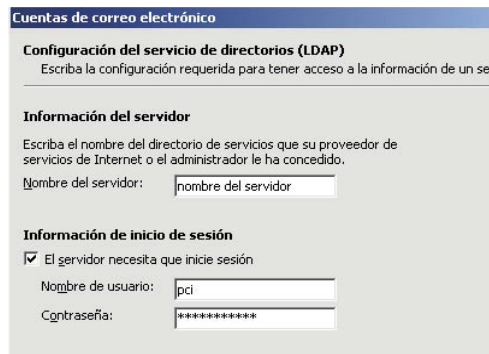 Cuentas de correo electrónico
Configuración del servicio de directorios (LDAP)
Escriba la configuración requerida para tener acceso a la información de un se
Información del servidor
Escriba el nombre del directorio de servicios que su proveedor de
servicios de Internet o el administrador le ha concedido.
Nombre del servidor: nombre del servidor
Información de inicio de sesión
El servidor necesita que inicie sesión
Nombre de usuario: pci
Contraseña: ***********